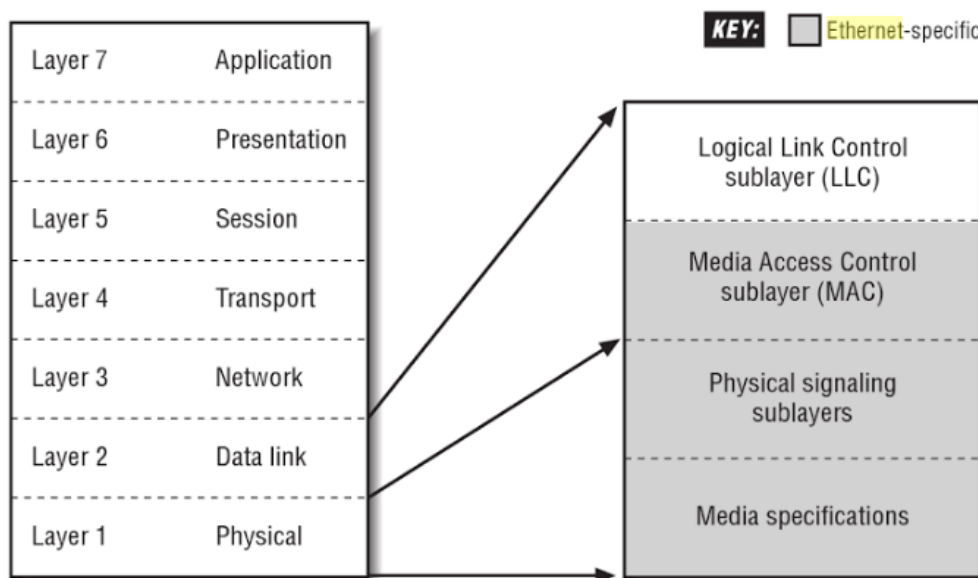 KEY: Ethernet-specific
Layer 7 Application
Layer 6 Presentation
Layer 5 Session
Layer 4 Transport
Layer 3 Network
Layer 2 Data link
Layer 1 Physical
Logical Link Control
sublayer (LLC)
Media Access Control
sublayer (MAC)
Physical signaling
sublayers
Media specifications